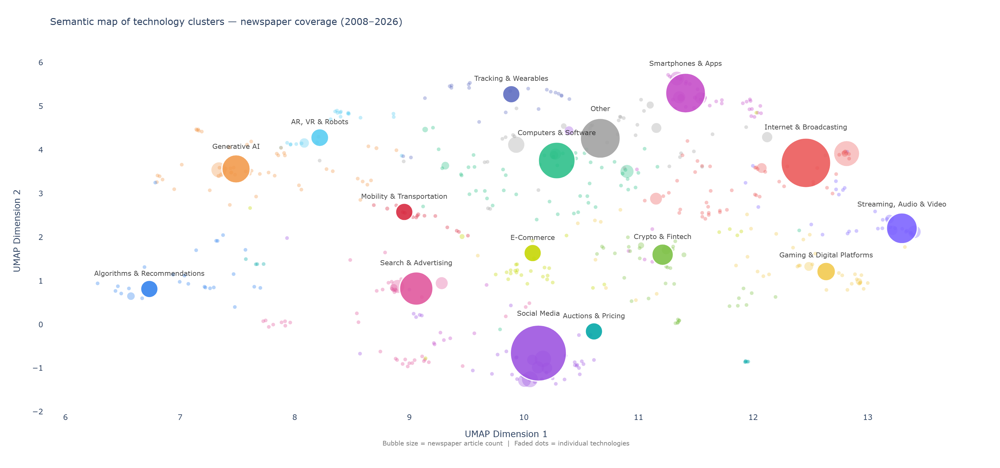 Semantic map of technology clusters — newspaper coverage (2008–2026)
6
Smartphones & Apps
Tracking & Wearables
5
Other
AR, VR & Robots
Internet & Broadcasting
Computers & Software
4
Generative AI
UMAP Dimension 2
3
Mobility & Transportation
Streaming, Audio & Video
2
E-Commerce
Crypto & Fintech
Gaming & Digital Platforms
Search & Advertising
1
Algorithms & Recommendations
Social Media
Auctions & Pricing
0
−1
−2
6 7 8 9 10 11 12 13
UMAP Dimension 1
Bubble size = newspaper article count | Faded dots = individual technologies